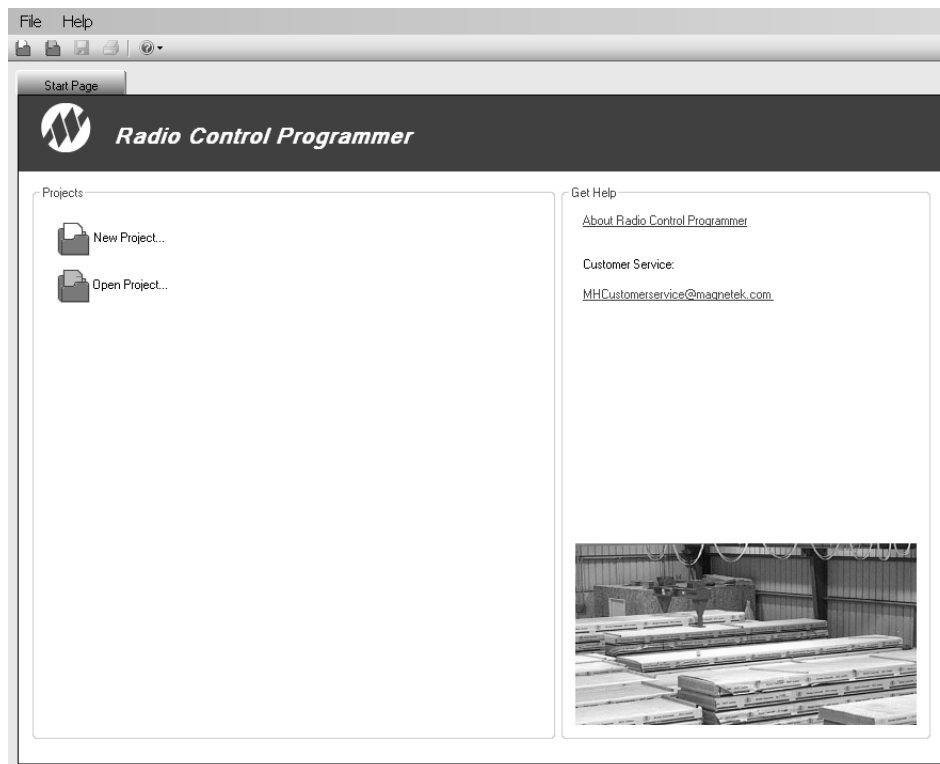 File Help
Start Page
Radio Control Programmer
Projects
New Project...
Open Project...
Get Help
About Radio Control Programmer
Customer Service:
MHCustomerservice@magnetek.com